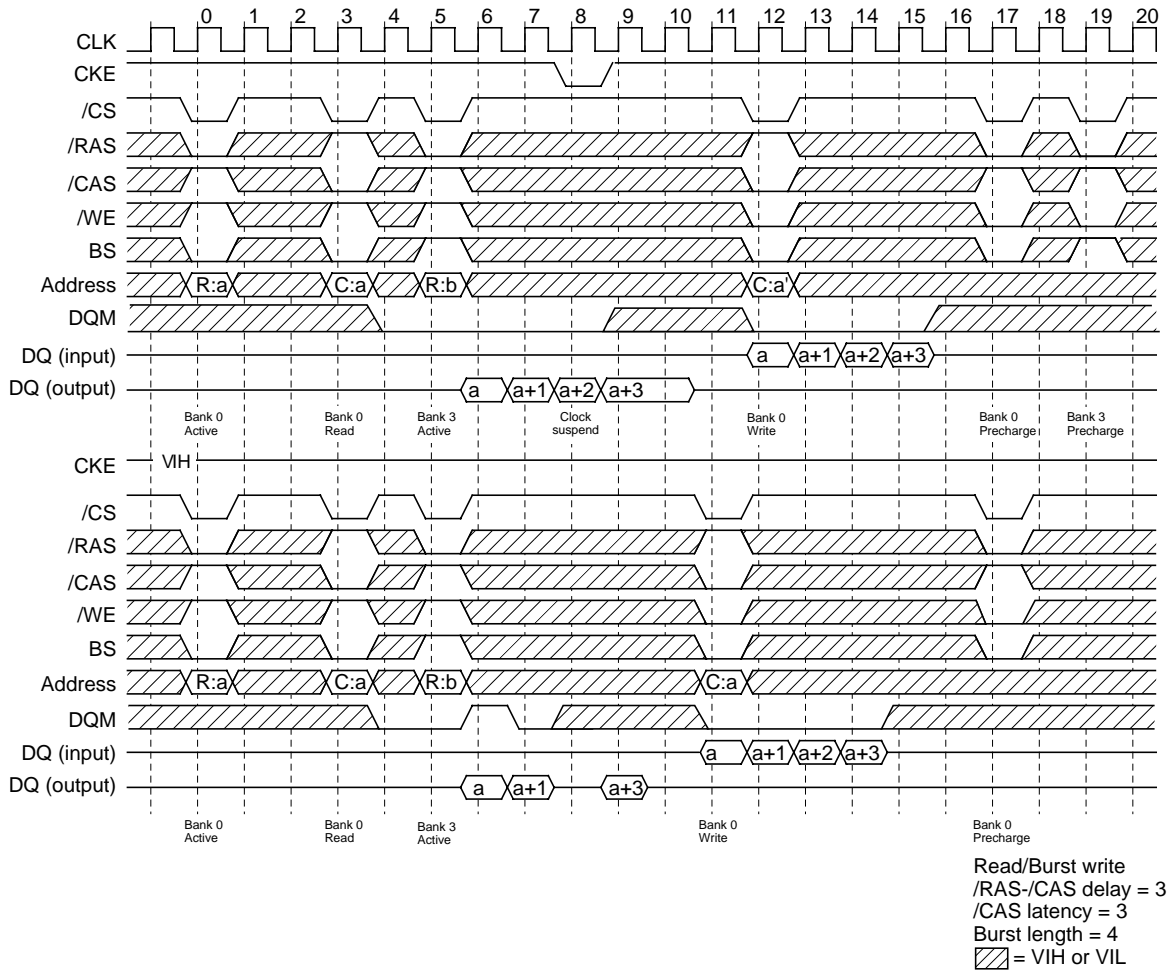 0 1 2 3 4 5 6 7 8 9 10 11 12 13 14 15 16 17 18 19 20
CLK
CKE
/CS
/RAS
/CAS
/WE
BS
Address R:a C:a R:b C:a'
DQM
DQ (input) a a+1 a+2 a+3
DQ (output) a a+1 a+2 a+3
Bank 0 Bank 0 Bank 3 Clock Bank 0 Bank 0 Bank 3
Active Read Active suspend Write Precharge Precharge
CKE VIH
/CS
/RAS
/CAS
/WE
BS
Address R:a C:a R:b C:a
DQM
DQ (input) a a+1 a+2 a+3
DQ (output) a a+1 a+3
Bank 0 Bank 0 Bank 3 Bank 0 Bank 0
Active Read Active Write Precharge
Read/Burst write
/RAS-/CAS delay = 3
/CAS latency = 3
Burst length = 4
= VIH or VIL